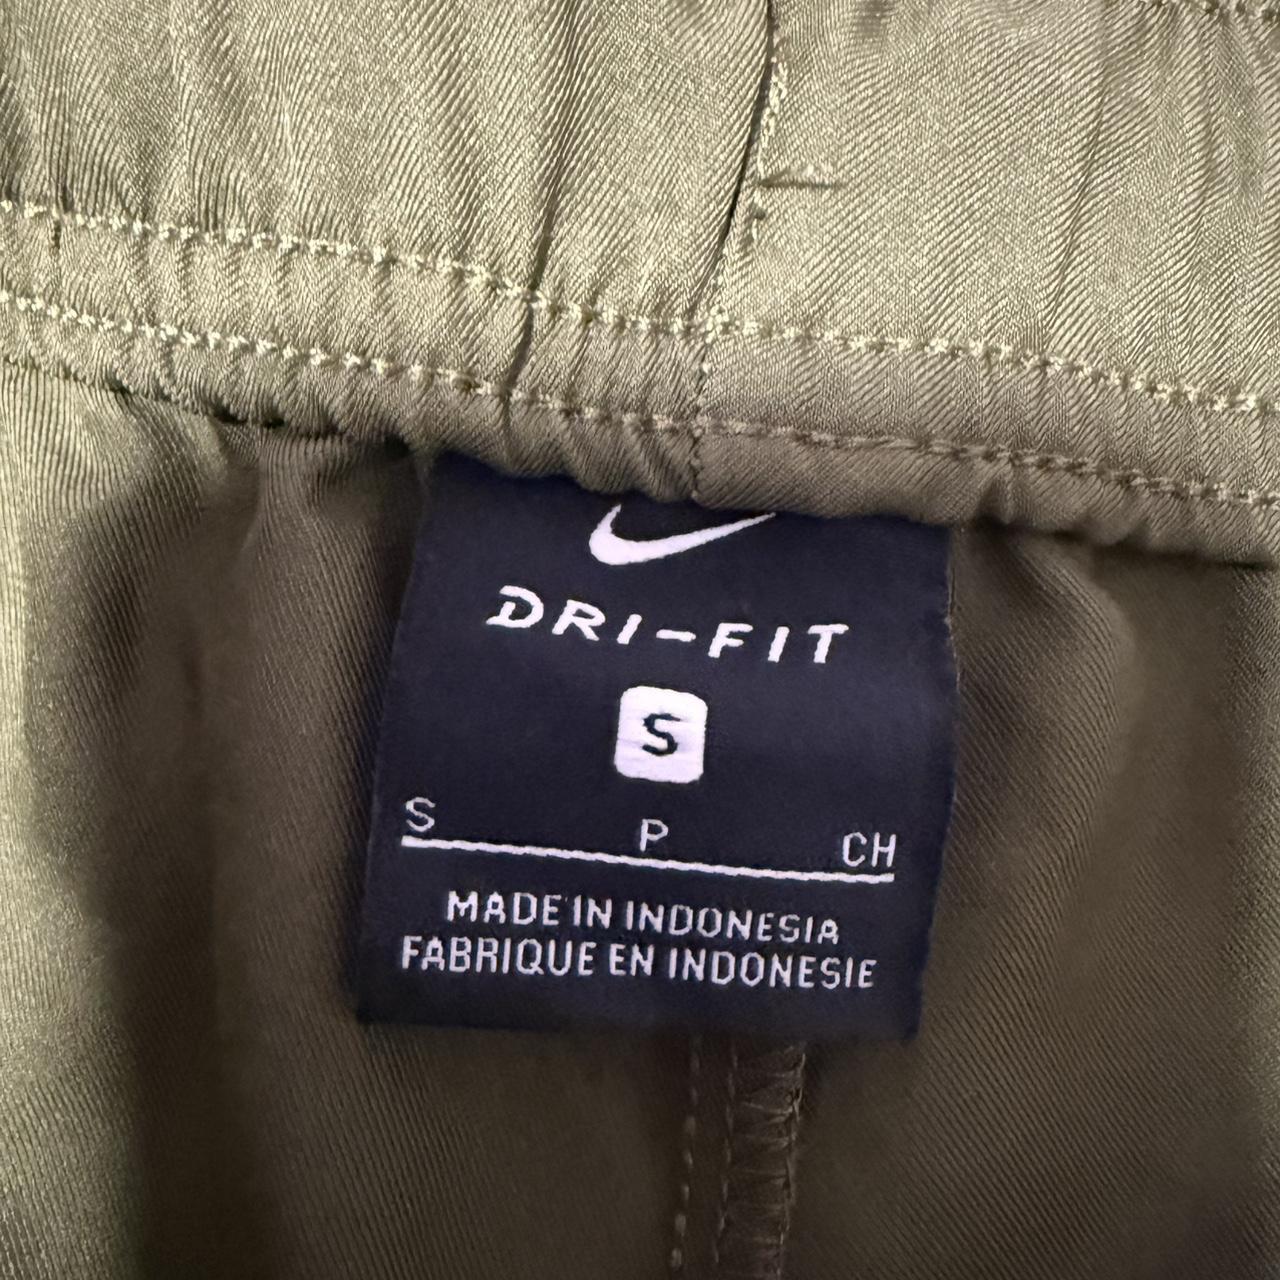 DRI-FIT
S
S P CH
MADE IN INDONESIA
FABRIQUE EN INDONESIE